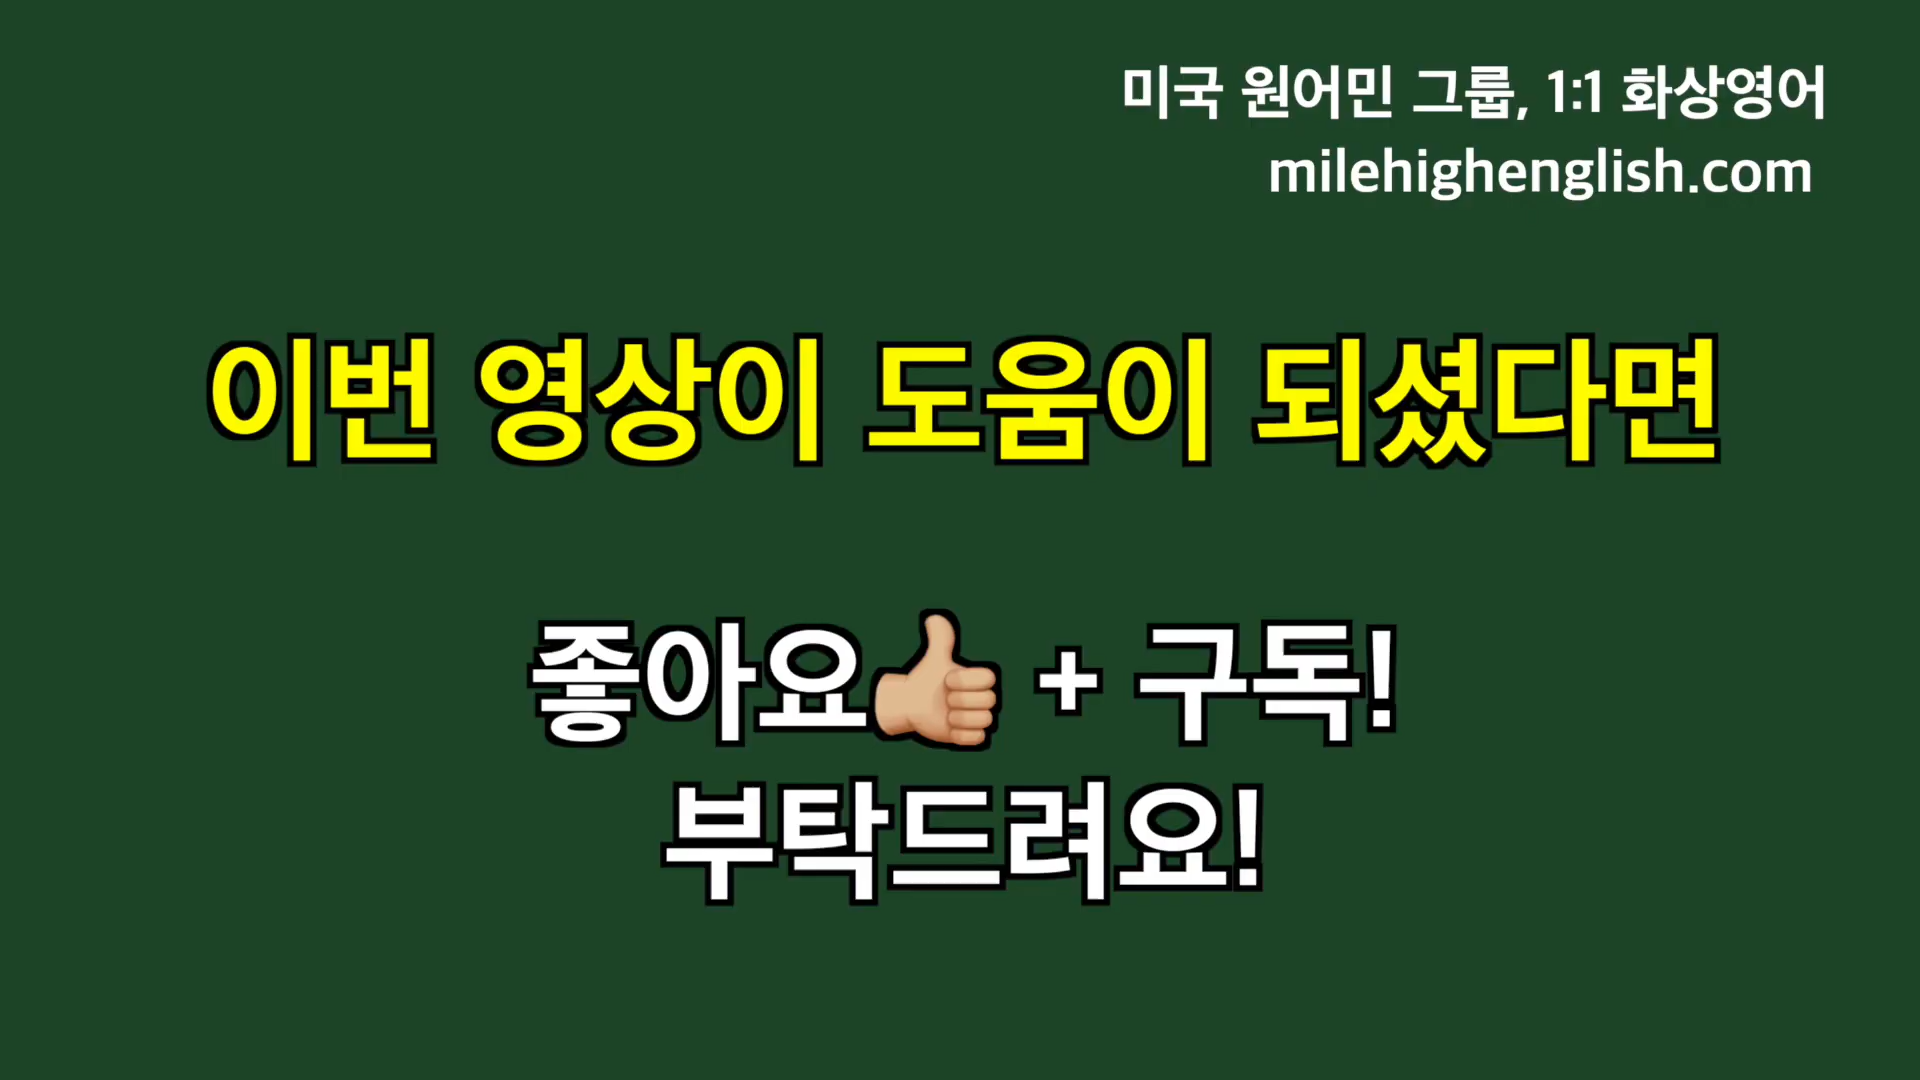 미국 원어민 그룹, 1:1 화상영어
milehighenglish.com
이번 영상이 도움이 되셨다면
좋아요👍🏼 + 구독!
부탁드려요!